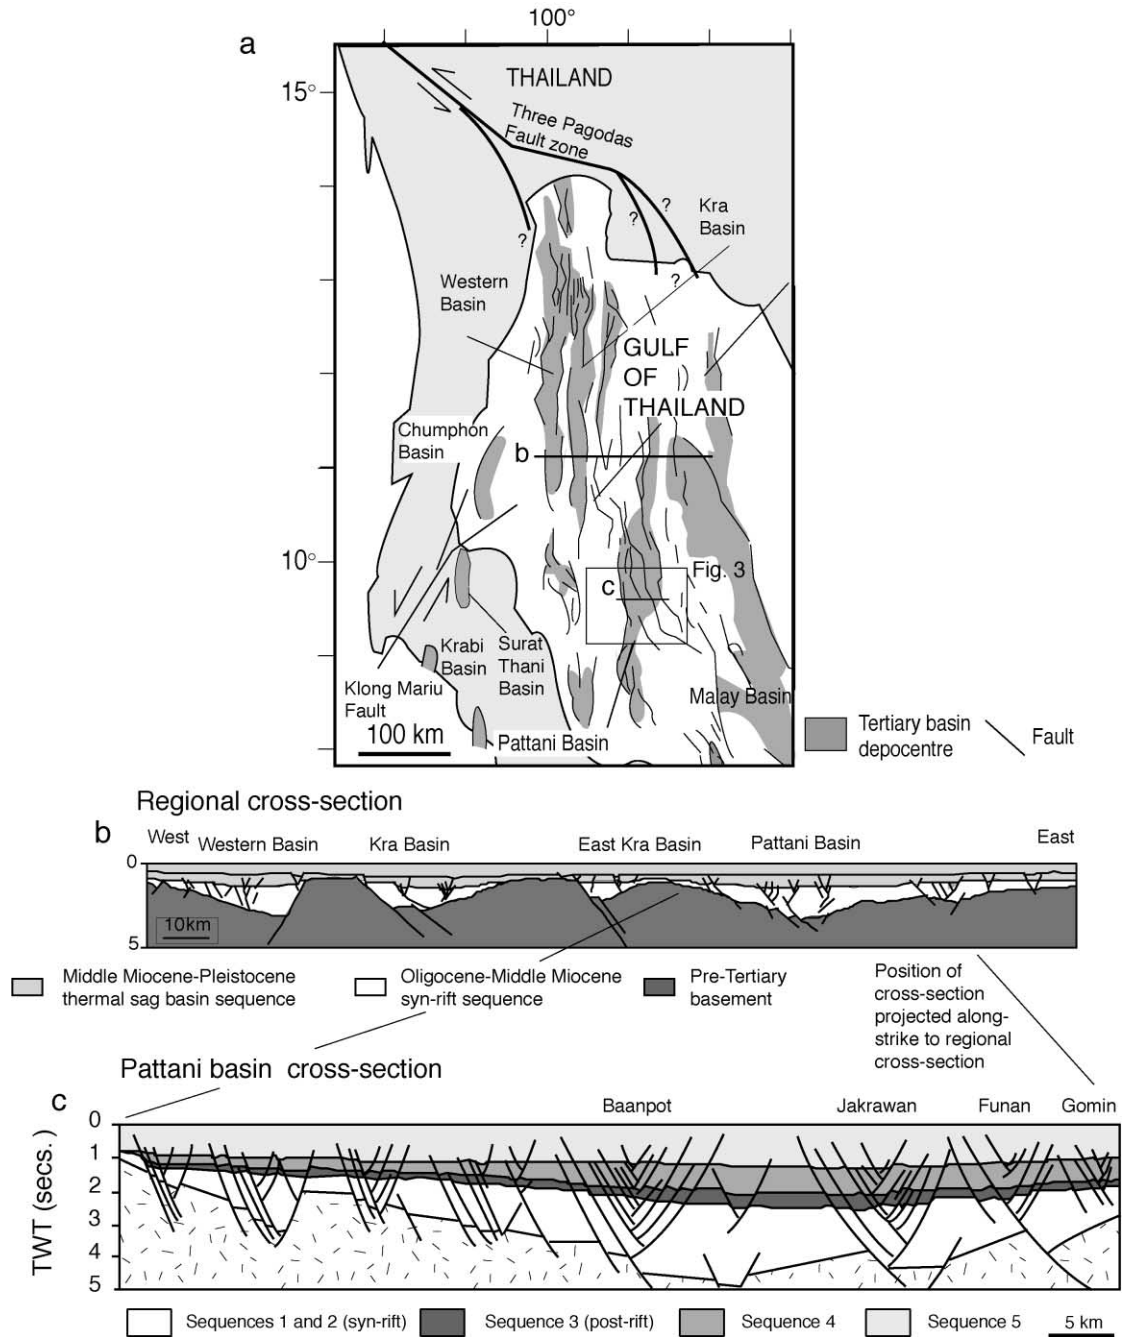 100°
a
15°
THAILAND
Three Pagodas
Fault zone
?
?
?
?
Kra
Basin
Western
Basin
GULF
OF
THAILAND
Chumphon
Basin
b
10°
Fig. 3
c
Krabi
Basin
Surat
Thani
Basin
Klong Mariu
Fault
Malay Basin
100 km
Pattani Basin
Tertiary basin
depocentre
Fault
Regional cross-section
b
West
Western Basin
Kra Basin
East Kra Basin
Pattani Basin
East
0
10km
5
Middle Miocene-Pleistocene
thermal sag basin sequence
Oligocene-Middle Miocene
syn-rift sequence
Pre-Tertiary
basement
Position of
cross-section
projected along-
strike to regional
cross-section
Pattani basin cross-section
c
Baanpot
Jakrawan
Funan
Gomin
0
1
2
3
4
5
TWT (secs.)
Sequences 1 and 2 (syn-rift)
Sequence 3 (post-rift)
Sequence 4
Sequence 5
5 km